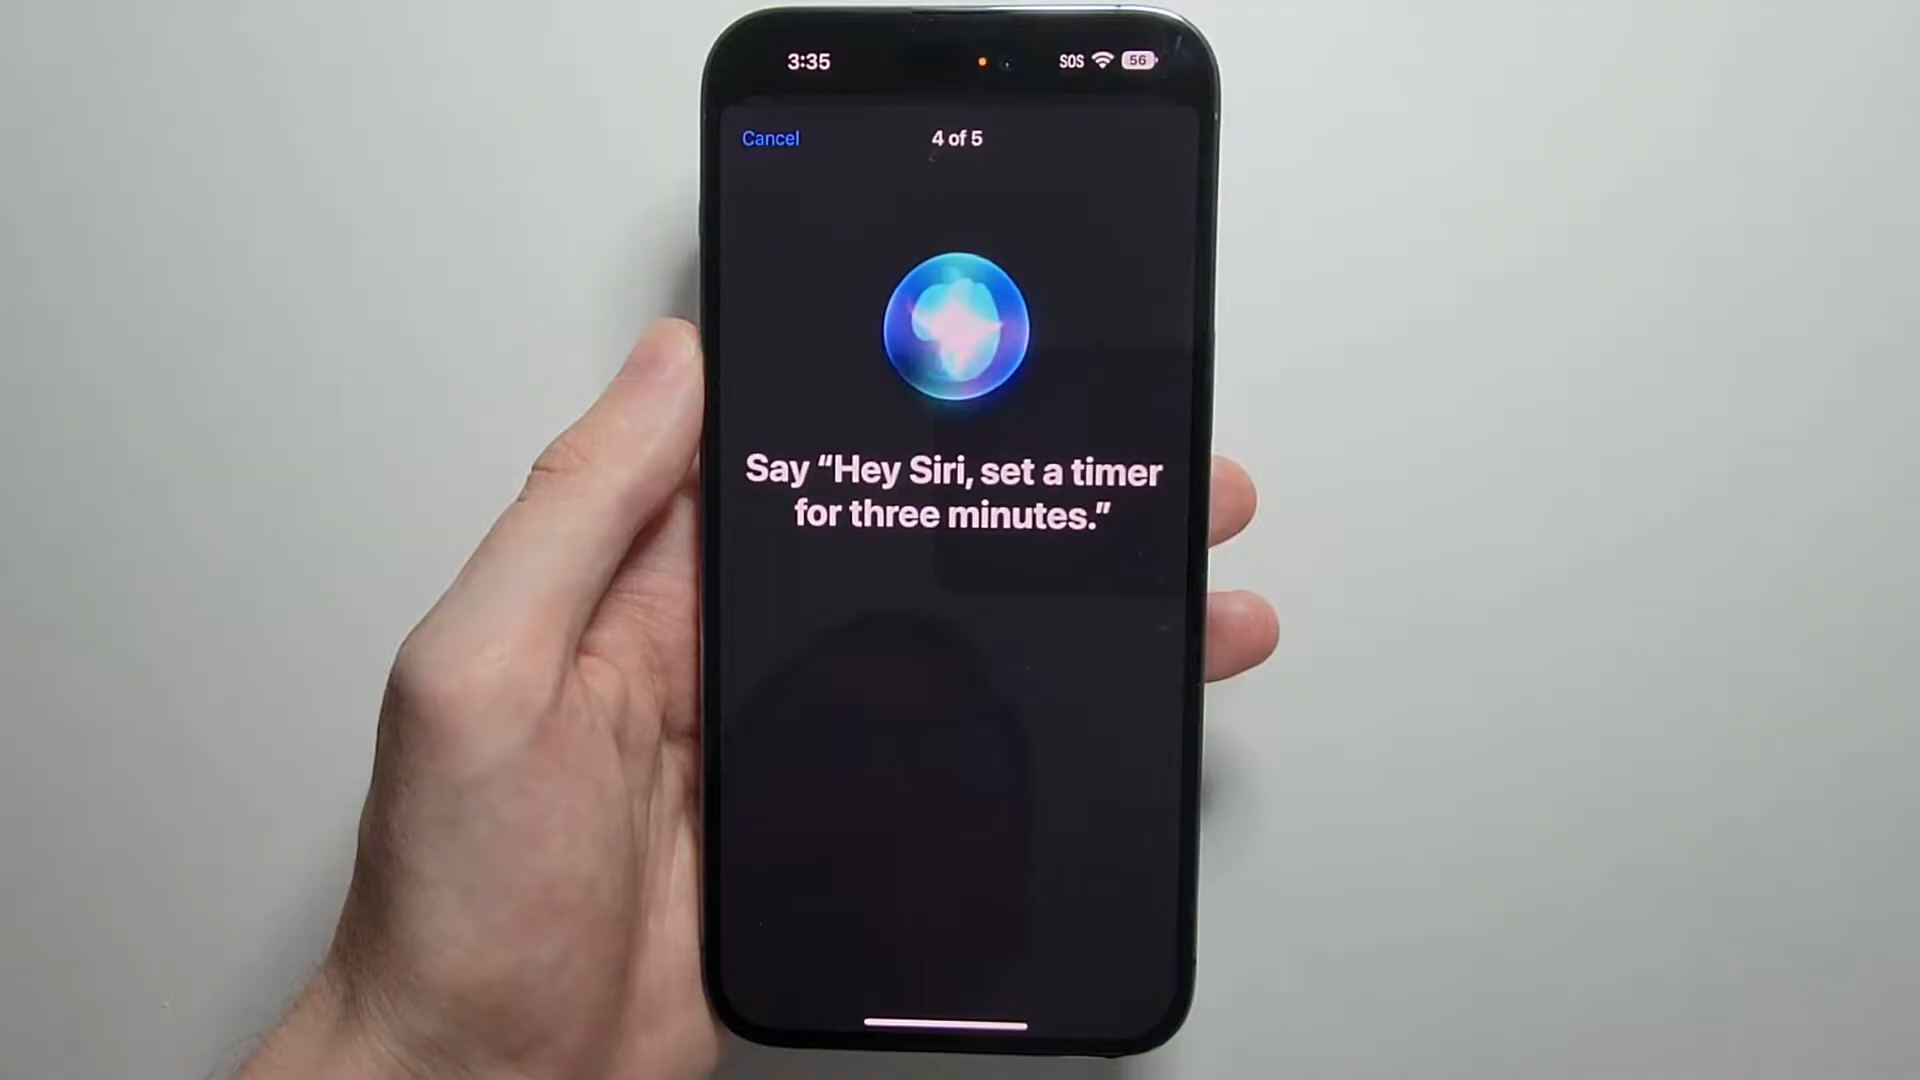 3:35
SOS 56
Cancel
4 of 5
Say “Hey Siri, set a timer
for three minutes.”